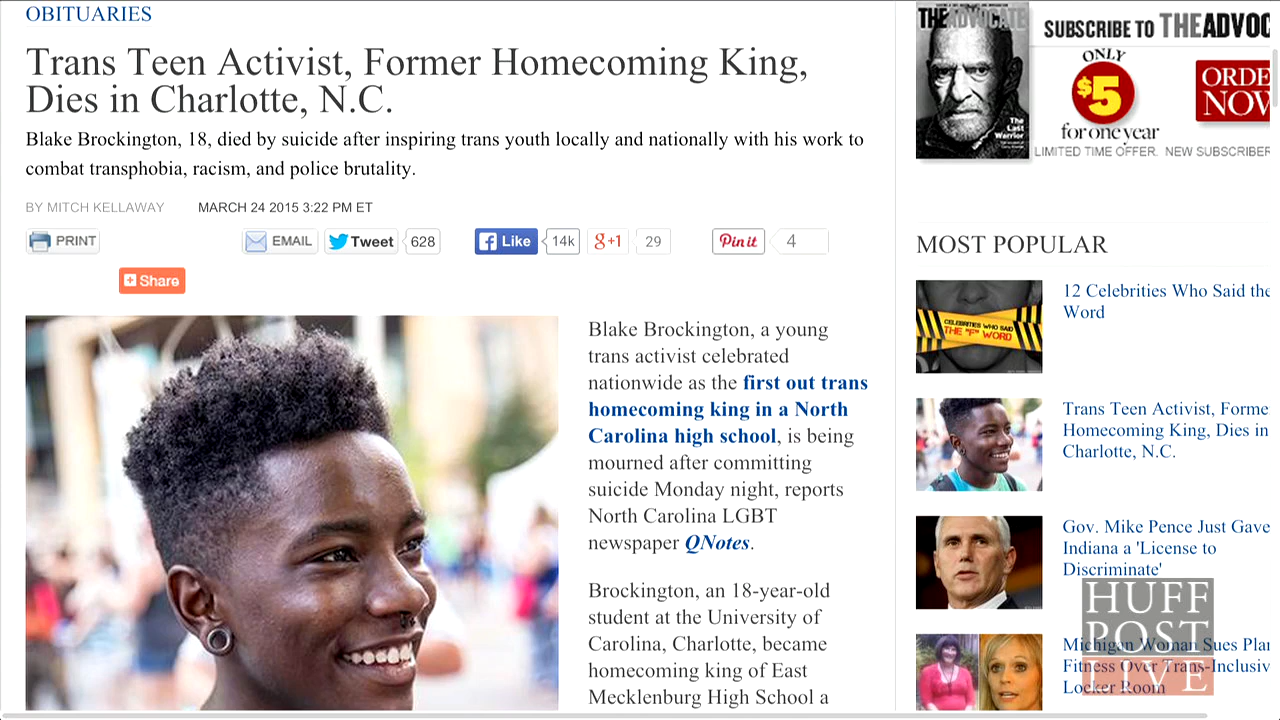 OBITUARIES
Trans Teen Activist, Former Homecoming King,
Dies in Charlotte, N.C.
Blake Brockington, 18, died by suicide after inspiring trans youth locally and nationally with his work to
combat transphobia, racism, and police brutality.
BY MITCH KELLAWAY MARCH 24 2015 3:22 PM ET
PRINT
EMAIL
Tweet 628
Like 14k
g+1 29
Pin it 4
Share
Blake Brockington, a young
trans activist celebrated
nationwide as the first out trans
homecoming king in a North
Carolina high school, is being
mourned after committing
suicide Monday night, reports
North Carolina LGBT
newspaper QNotes.
Brockington, an 18-year-old
student at the University of
Carolina, Charlotte, became
homecoming king of East
Mecklenburg High School a
THE ADVOCATE
The
Last
Warrior
SUBSCRIBE TO THE ADVOC
ONLY
$5
for one year
ORDE
NOW
LIMITED TIME OFFER. NEW SUBSCRIBER
MOST POPULAR
CELEBRITIES WHO SAID
THE "F" WORD
12 Celebrities Who Said the
Word
Trans Teen Activist, Forme
Homecoming King, Dies in
Charlotte, N.C.
Gov. Mike Pence Just Gave
Indiana a 'License to
Discriminate'
Michigan Woman Sues Plan
Fitness Over Trans-Inclusiv
Locker Room
HUFF
POST
LIVE